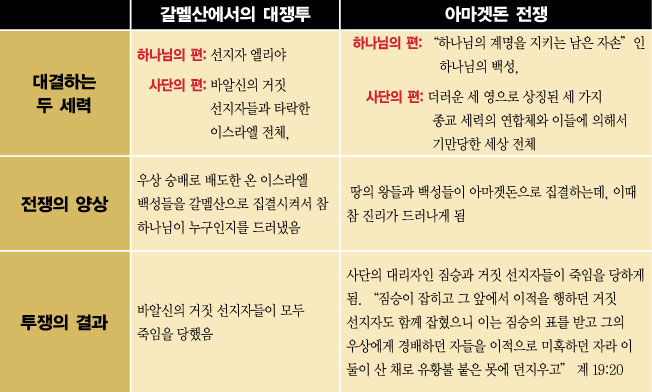 갈멜산에서의 대쟁투
아마겟돈 전쟁
대결하는
두 세력
하나님의 편: 선지자 엘리야
사단의 편: 바알신의 거짓
선지자들과 타락한
이스라엘 전체,
하나님의 편: “하나님의 계명을 지키는 남은 자손” 인
하나님의 백성,
사단의 편: 더러운 세 영으로 상징된 세 가지
종교 세력의 연합체와 이들에 의해서
기만당한 세상 전체
전쟁의 양상
우상 숭배로 배도한 온 이스라엘
백성들을 갈멜산으로 집결시켜서 참
하나님이 누구인지를 드러냈음
땅의 왕들과 백성들이 아마겟돈으로 집결하는데, 이때
참 진리가 드러나게 됨
투쟁의 결과
바알신의 거짓 선지자들이 모두
죽임을 당했음
사단의 대리자인 짐승과 거짓 선지자들이 죽임을 당하게
됨. “짐승이 잡히고 그 앞에서 이적을 행하던 거짓
선지자도 함께 잡혔으니 이는 짐승의 표를 받고 그의
우상에게 경배하던 자들을 이적으로 미혹하던 자라 이
둘이 산 채로 유황불 붙은 못에 던지우고” 계 19:20